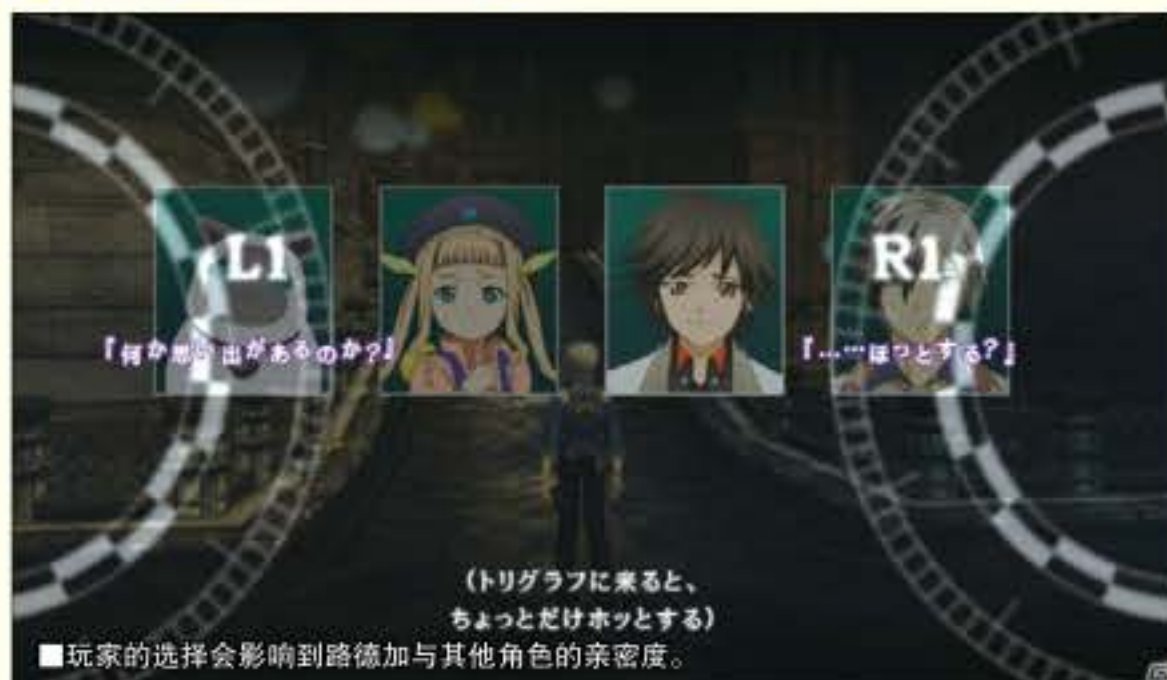 L1
R1
『何か思い出があるのか?』
『……ほっとする?』
(トリグラフに来ると、
ちょっとだけホッとする)
■玩家的选择会影响到路德加与其他角色的亲密度。